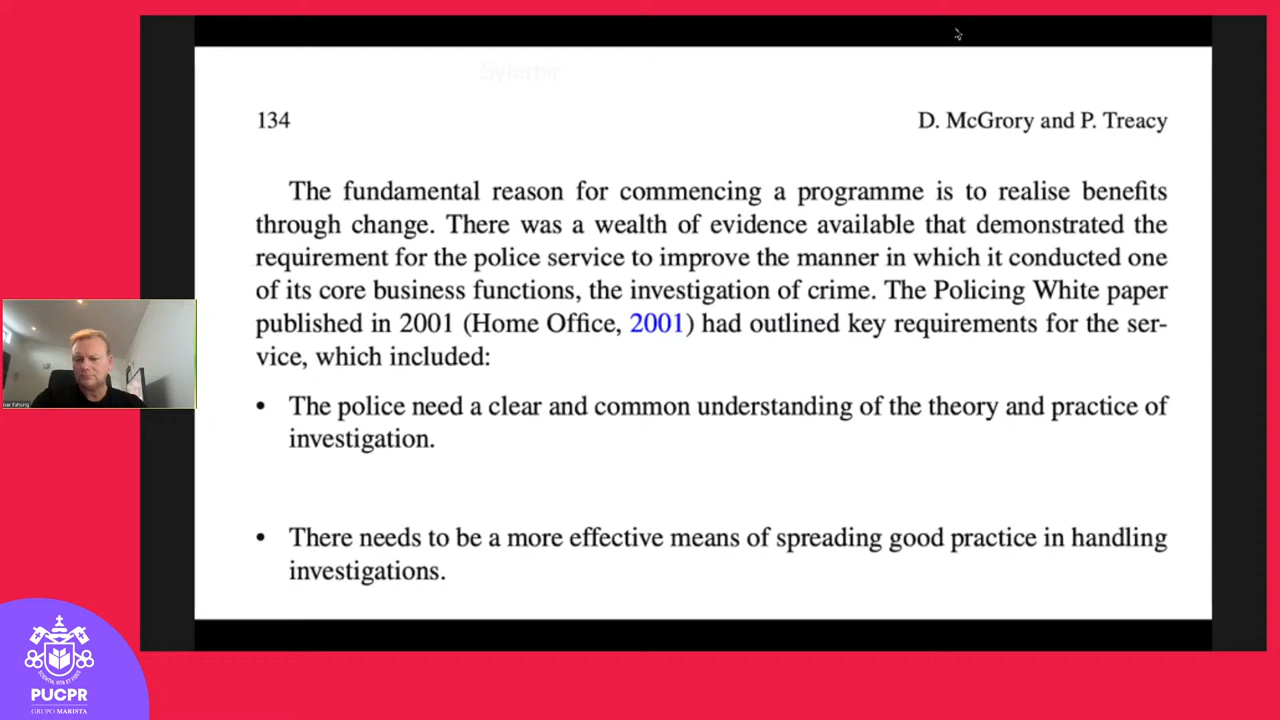 Sytemic
134
D. McGrory and P. Treacy
The fundamental reason for commencing a programme is to realise benefits
through change. There was a wealth of evidence available that demonstrated the
requirement for the police service to improve the manner in which it conducted one
of its core business functions, the investigation of crime. The Policing White paper
published in 2001 (Home Office, 2001) had outlined key requirements for the ser-
vice, which included:
• The police need a clear and common understanding of the theory and practice of
investigation.
• There needs to be a more effective means of spreading good practice in handling
investigations.
PUCPR
GRUPO MARISTA